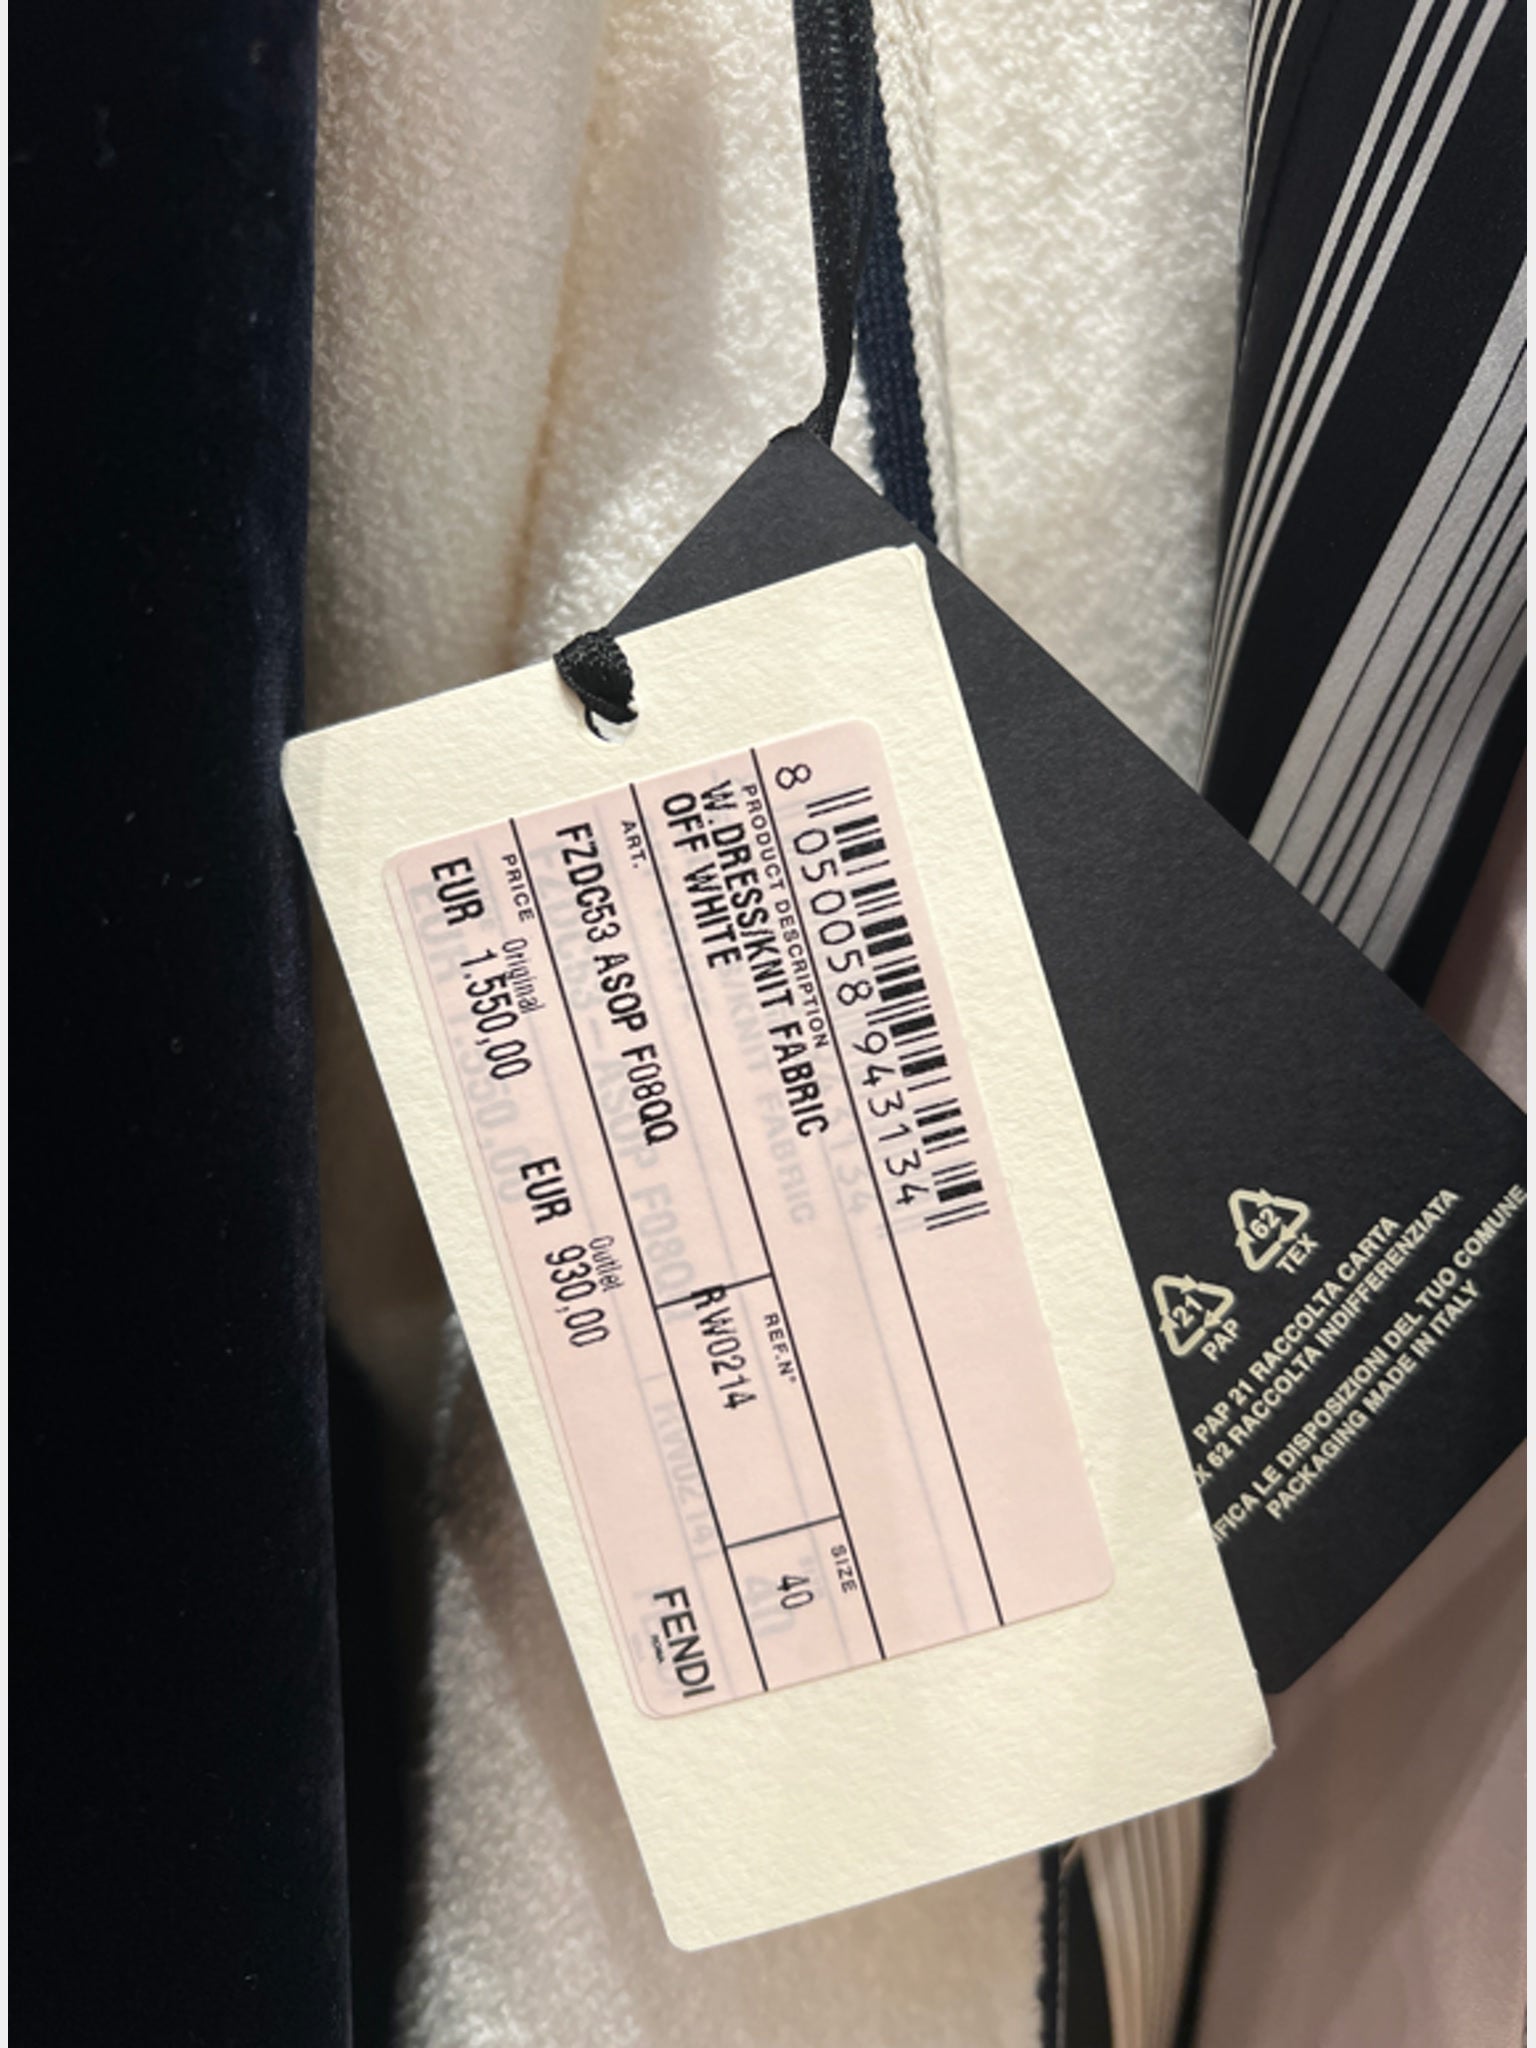 8 050058 943134
PRODUCT DESCRIPTION
W.DRESS/KNIT FABRIC
OFF WHITE
REF.N°
RW0214
SIZE
40
ART.
FZDC53 ASOP F08QQ
PRICE
Original
EUR 1.550,00
Outlet
EUR 930,00
FENDI
ROMA
62
TEX
21
PAP
PAP 21 RACCOLTA CARTA
X 62 RACCOLTA INDIFFERENZIATA
IFICA LE DISPOSIZIONI DEL TUO COMUNE
PACKAGING MADE IN ITALY